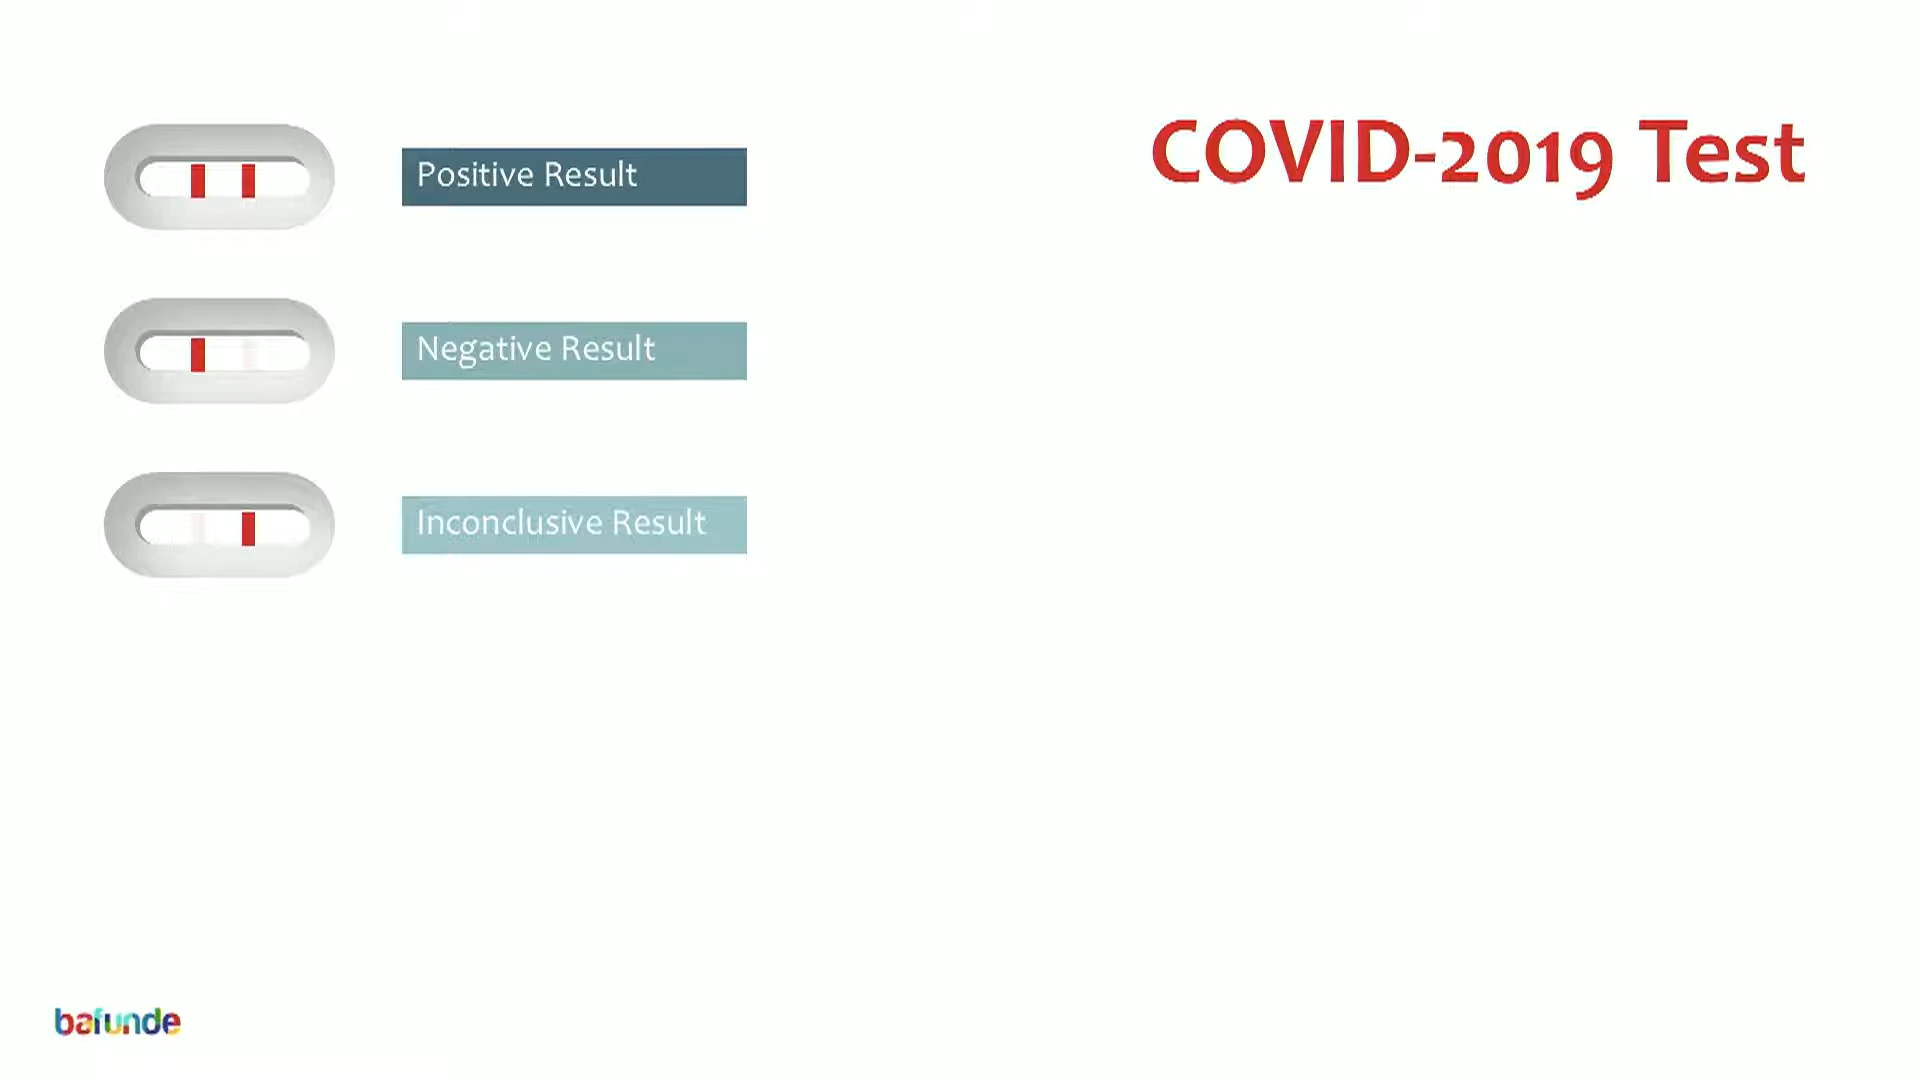 COVID-2019 Test
Positive Result
Negative Result
Inconclusive Result
bafunde